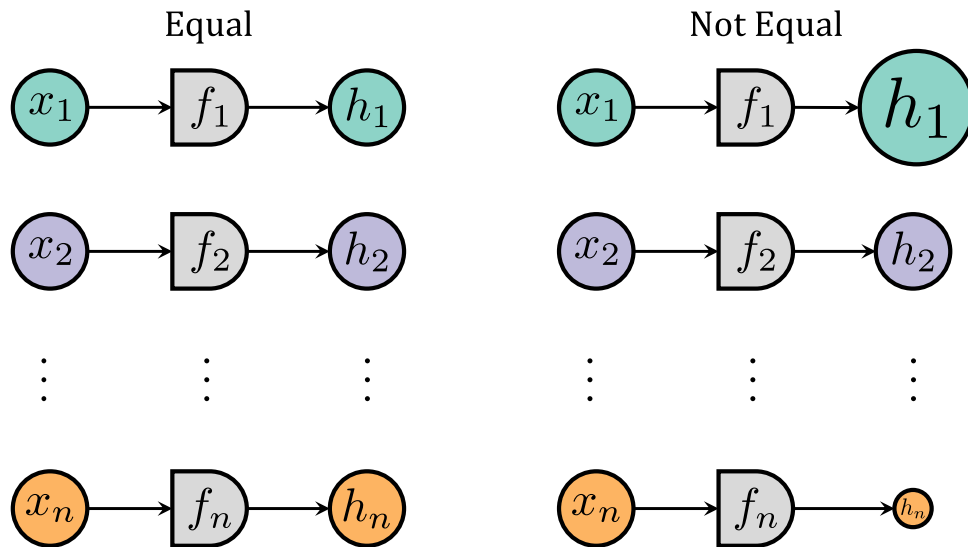 Equal Not Equal
x₁ f₁ h₁ x₁ f₁ h₁
x₂ f₂ h₂ x₂ f₂ h₂
⋮ ⋮ ⋮ ⋮ ⋮ ⋮
xₙ fₙ hₙ xₙ fₙ hₙ